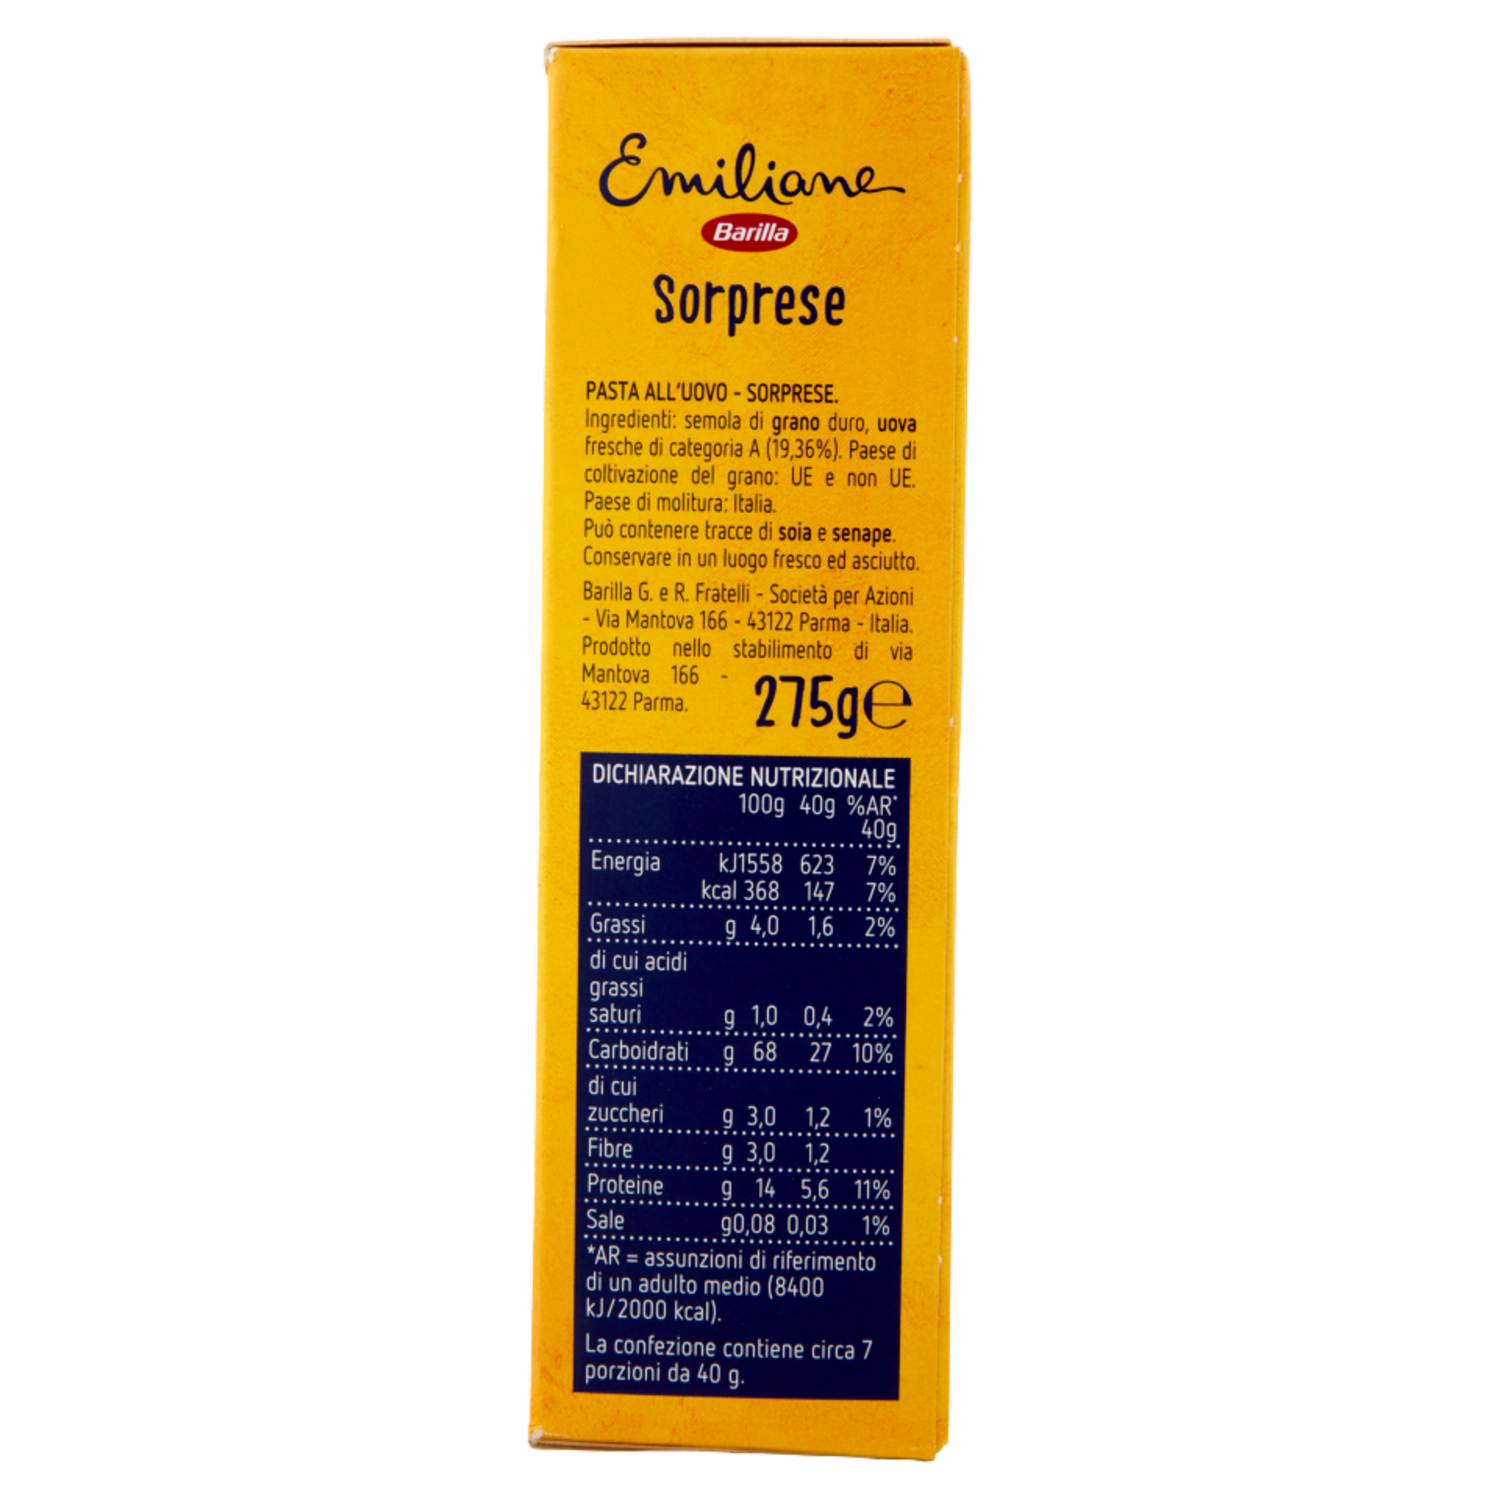 Emiliane
Barilla
Sorprese
PASTA ALL'UOVO - SORPRESE.
Ingredienti: semola di grano duro, uova
fresche di categoria A (19,36%). Paese di
coltivazione del grano: UE e non UE.
Paese di molitura: Italia.
Può contenere tracce di soia e senape.
Conservare in un luogo fresco ed asciutto.
Barilla G. e R. Fratelli - Società per Azioni
- Via Mantova 166 - 43122 Parma - Italia.
Prodotto nello stabilimento di via
Mantova 166 -
43122 Parma.
275g℮
DICHIARAZIONE NUTRIZIONALE
100g 40g %AR*
40g
Energia kJ1558 623 7%
kcal 368 147 7%
Grassi g 4,0 1,6 2%
di cui acidi
grassi
saturi g 1,0 0,4 2%
Carboidrati g 68 27 10%
di cui
zuccheri g 3,0 1,2 1%
Fibre g 3,0 1,2
Proteine g 14 5,6 11%
Sale g0,08 0,03 1%
*AR = assunzioni di riferimento
di un adulto medio (8400
kJ/2000 kcal).
La confezione contiene circa 7
porzioni da 40 g.